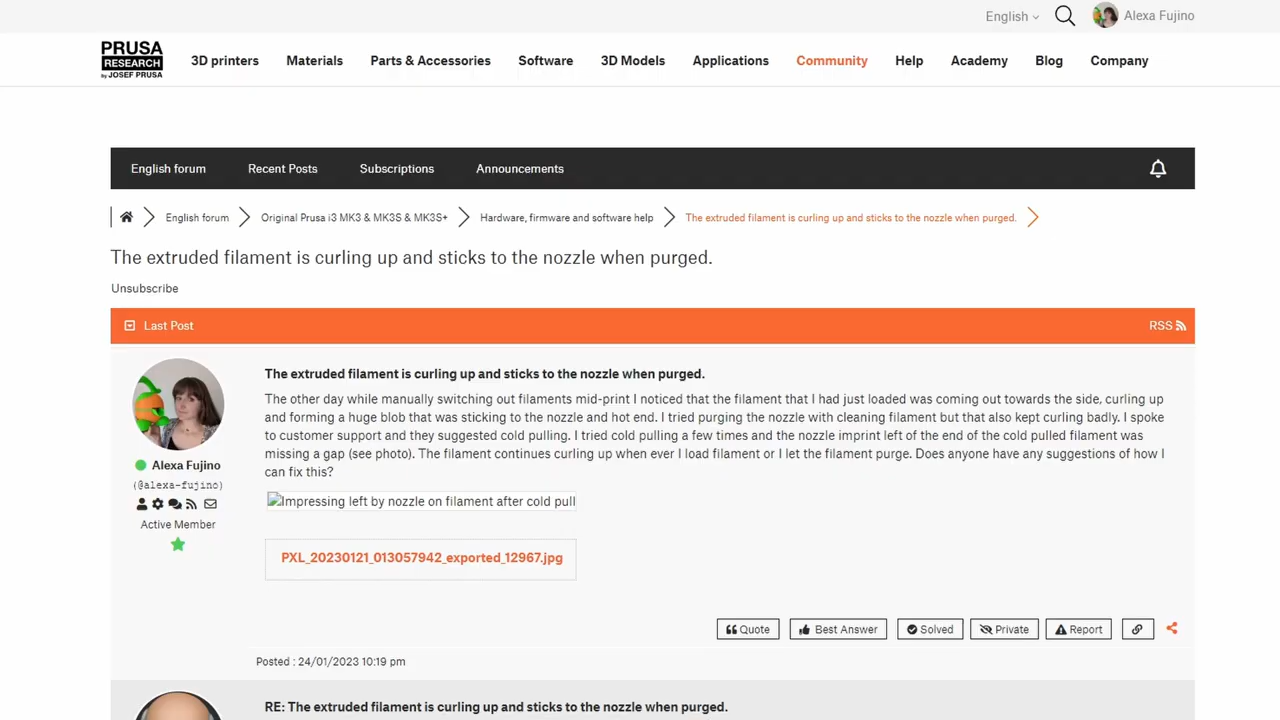 English
Alexa Fujino
PRUSA
RESEARCH
by JOSEF PRUSA
3D printers Materials Parts & Accessories Software 3D Models Applications Community Help Academy Blog Company
English forum Recent Posts Subscriptions Announcements
English forum Original Prusa i3 MK3 & MK3S & MK3S+ Hardware, firmware and software help The extruded filament is curling up and sticks to the nozzle when purged.
The extruded filament is curling up and sticks to the nozzle when purged.
Unsubscribe
Last Post RSS
Alexa Fujino
(@alexa-fujino)
Active Member
The extruded filament is curling up and sticks to the nozzle when purged.
The other day while manually switching out filaments mid-print I noticed that the filament that I had just loaded was coming out towards the side, curling up
and forming a huge blob that was sticking to the nozzle and hot end. I tried purging the nozzle with cleaning filament but that also kept curling badly. I spoke
to customer support and they suggested cold pulling. I tried cold pulling a few times and the nozzle imprint left of the end of the cold pulled filament was
missing a gap (see photo). The filament continues curling up when ever I load filament or I let the filament purge. Does anyone have any suggestions of how I
can fix this?
Impressing left by nozzle on filament after cold pull
PXL_20230121_013057942_exported_12967.jpg
Quote Best Answer Solved Private Report
Posted : 24/01/2023 10:19 pm
RE: The extruded filament is curling up and sticks to the nozzle when purged.